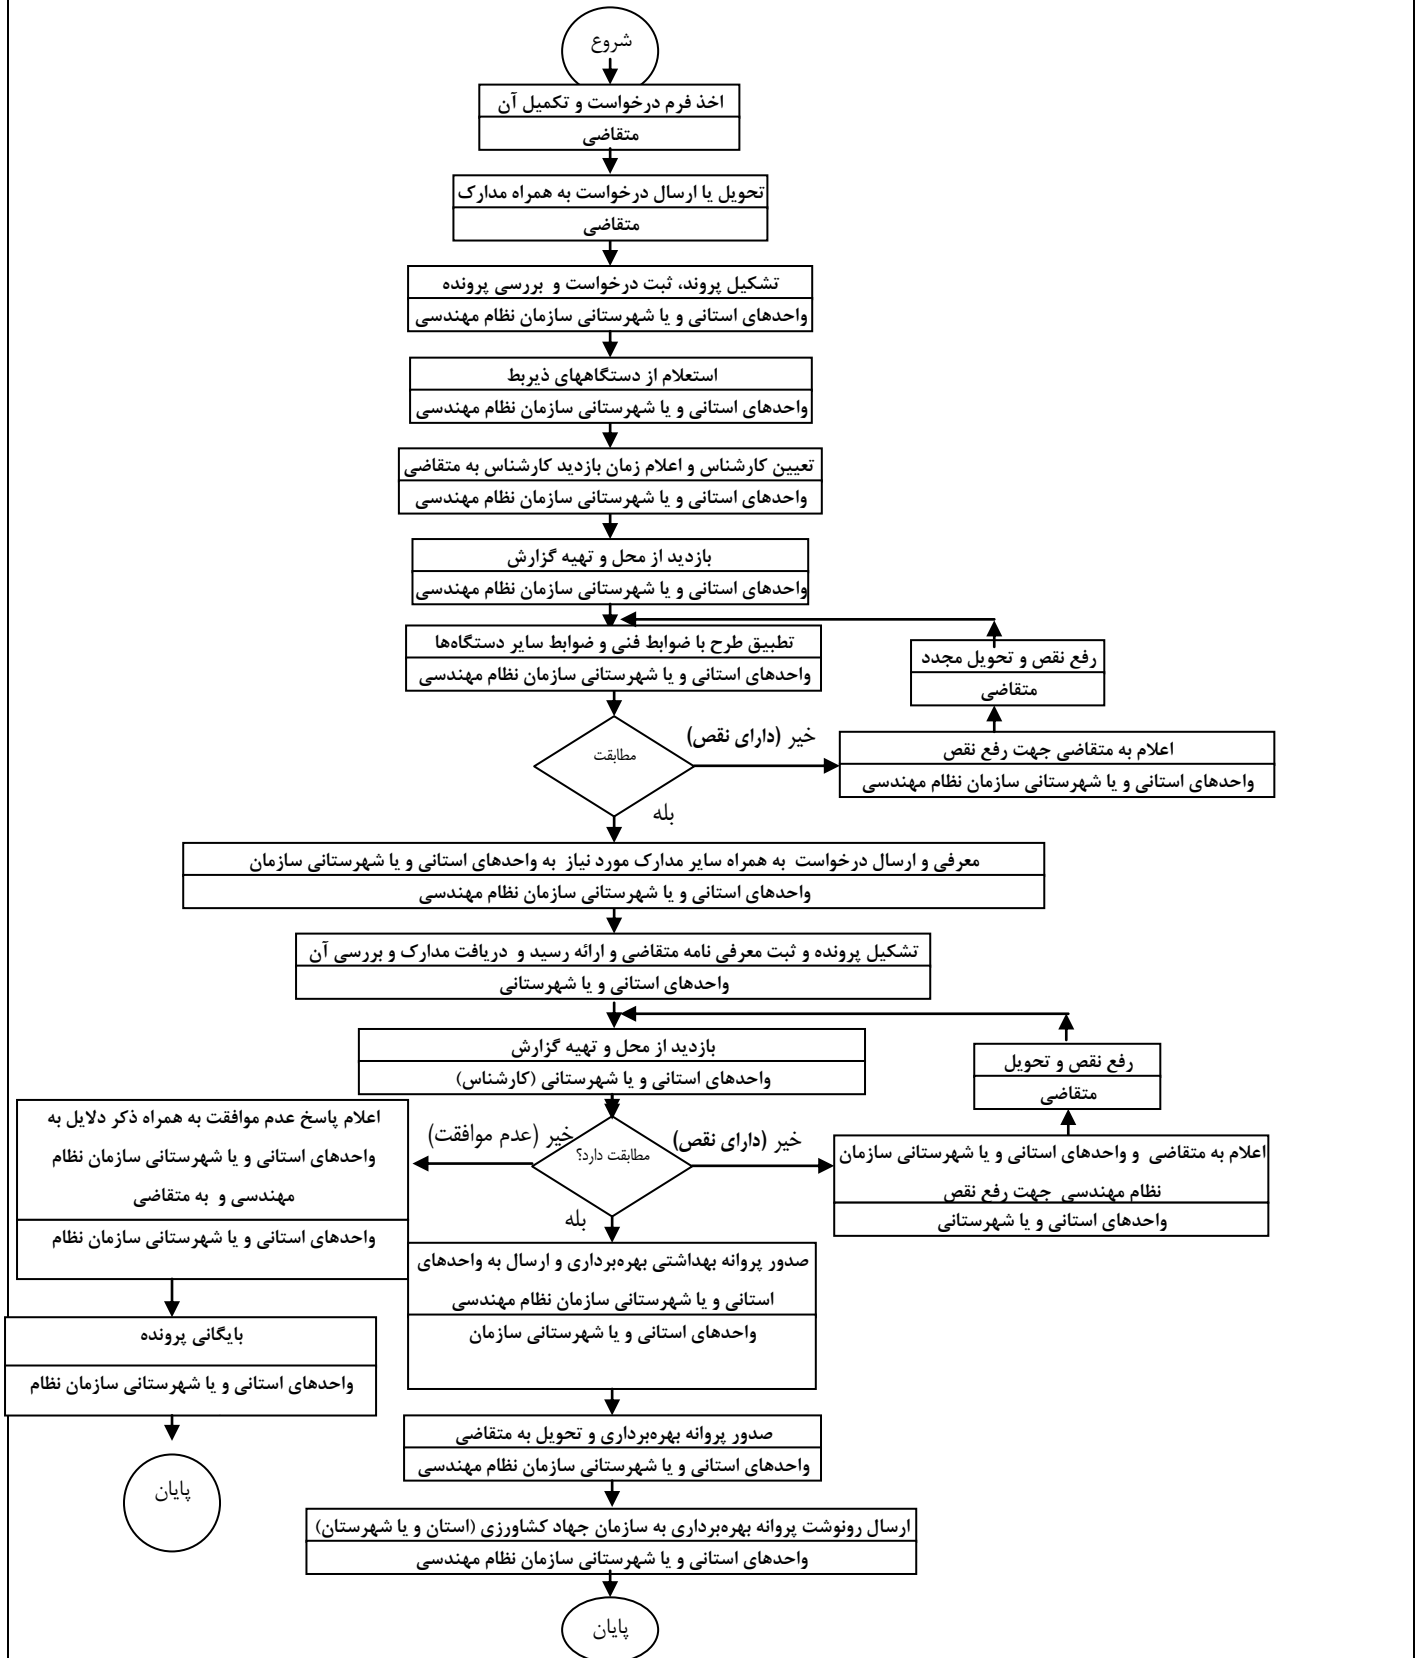 شروع
اخذ فرم درخواست و تکمیل آن
متقاضی
تحویل یا ارسال درخواست به همراه مدارک
متقاضی
تشکیل پروند، ثبت درخواست و بررسی پرونده
واحدهای استانی و یا شهرستانی سازمان نظام مهندسی
استعلام از دستگاههای ذیربط
واحدهای استانی و یا شهرستانی سازمان نظام مهندسی
تعیین کارشناس و اعلام زمان بازدید کارشناس به متقاضی
واحدهای استانی و یا شهرستانی سازمان نظام مهندسی
بازدید از محل و تهیه گزارش
واحدهای استانی و یا شهرستانی سازمان نظام مهندسی
تطبیق طرح با ضوابط فنی و ضوابط سایر دستگاه‌ها
واحدهای استانی و یا شهرستانی سازمان نظام مهندسی
رفع نقص و تحویل مجدد
متقاضی
مطابقت
خیر (دارای نقص)
اعلام به متقاضی جهت رفع نقص
واحدهای استانی و یا شهرستانی سازمان نظام مهندسی
بله
معرفی و ارسال درخواست به همراه سایر مدارک مورد نیاز به واحدهای استانی و یا شهرستانی سازمان
واحدهای استانی و یا شهرستانی سازمان نظام مهندسی
تشکیل پرونده و ثبت معرفی نامه متقاضی و ارائه رسید و دریافت مدارک و بررسی آن
واحدهای استانی و یا شهرستانی
بازدید از محل و تهیه گزارش
واحدهای استانی و یا شهرستانی (کارشناس)
رفع نقص و تحویل
متقاضی
مطابقت دارد؟
خیر (دارای نقص)
اعلام به متقاضی و واحدهای استانی و یا شهرستانی سازمان
نظام مهندسی جهت رفع نقص
واحدهای استانی و یا شهرستانی
خیر (عدم موافقت)
اعلام پاسخ عدم موافقت به همراه ذکر دلایل به
واحدهای استانی و یا شهرستانی سازمان نظام
مهندسی و به متقاضی
واحدهای استانی و یا شهرستانی سازمان نظام
بایگانی پرونده
واحدهای استانی و یا شهرستانی سازمان نظام
پایان
بله
صدور پروانه بهداشتی بهره‌برداری و ارسال به واحدهای
استانی و یا شهرستانی سازمان نظام مهندسی
واحدهای استانی و یا شهرستانی سازمان
صدور پروانه بهره‌برداری و تحویل به متقاضی
واحدهای استانی و یا شهرستانی سازمان نظام مهندسی
ارسال رونوشت پروانه بهره‌برداری به سازمان جهاد کشاورزی (استان و یا شهرستان)
واحدهای استانی و یا شهرستانی سازمان نظام مهندسی
پایان